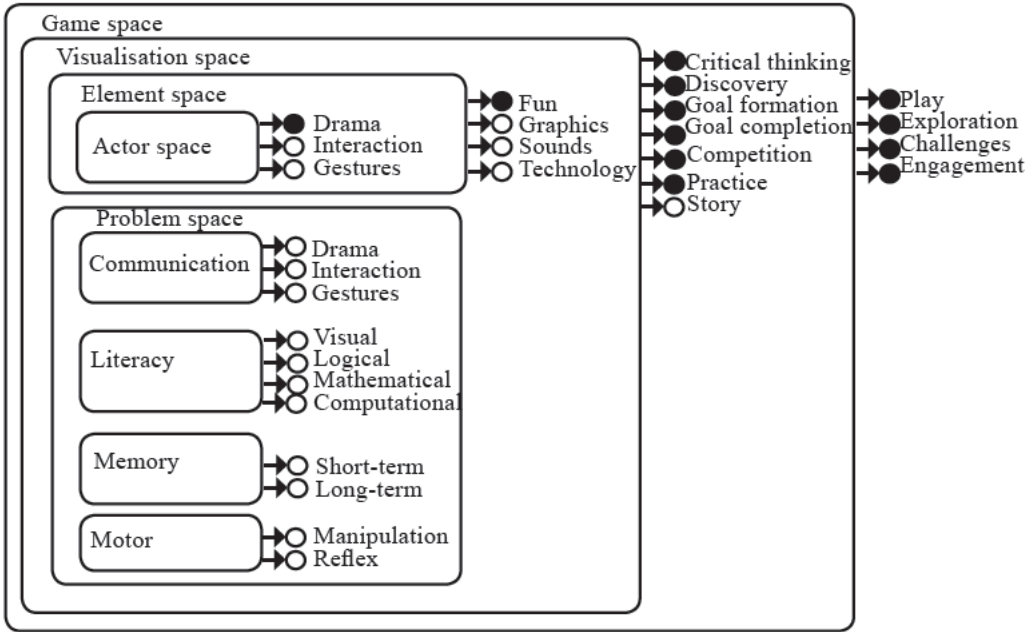 Game space
Visualisation space
Element space
Actor space
Drama
Interaction
Gestures
Fun
Graphics
Sounds
Technology
Critical thinking
Discovery
Goal formation
Goal completion
Competition
Practice
Story
Play
Exploration
Challenges
Engagement
Problem space
Communication
Drama
Interaction
Gestures
Literacy
Visual
Logical
Mathematical
Computational
Memory
Short-term
Long-term
Motor
Manipulation
Reflex